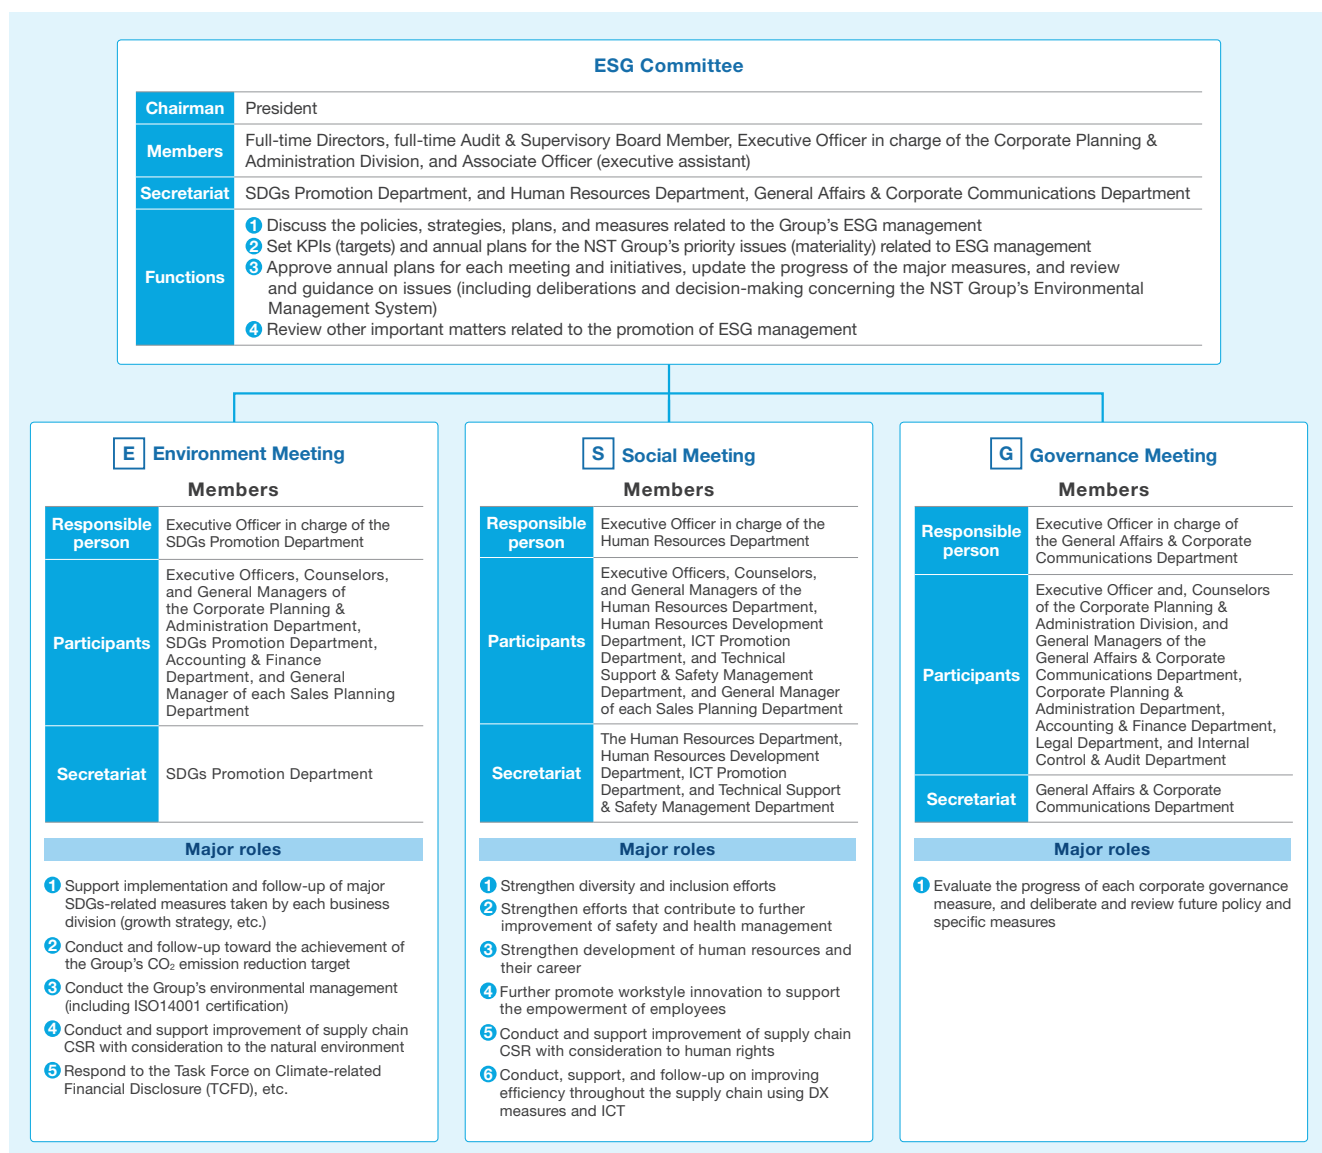 ESG Committee
Chairman
President
Members
Full-time Directors, full-time Audit & Supervisory Board Member, Executive Officer in charge of the Corporate Planning &
Administration Division, and Associate Officer (executive assistant)
Secretariat
SDGs Promotion Department, and Human Resources Department, General Affairs & Corporate Communications Department
Functions
1 Discuss the policies, strategies, plans, and measures related to the Group's ESG management
2 Set KPIs (targets) and annual plans for the NST Group's priority issues (materiality) related to ESG management
3 Approve annual plans for each meeting and initiatives, update the progress of the major measures, and review
and guidance on issues (including deliberations and decision-making concerning the NST Group's Environmental
Management System)
4 Review other important matters related to the promotion of ESG management
E Environment Meeting
Members
Responsible
person
Executive Officer in charge of the
SDGs Promotion Department
Participants
Executive Officers, Counselors,
and General Managers of
the Corporate Planning &
Administration Department,
SDGs Promotion Department,
Accounting & Finance
Department, and General
Manager of each Sales Planning
Department
Secretariat
SDGs Promotion Department
Major roles
1 Support implementation and follow-up of major
SDGs-related measures taken by each business
division (growth strategy, etc.)
2 Conduct and follow-up toward the achievement of
the Group's CO₂ emission reduction target
3 Conduct the Group's environmental management
(including ISO14001 certification)
4 Conduct and support improvement of supply chain
CSR with consideration to the natural environment
5 Respond to the Task Force on Climate-related
Financial Disclosure (TCFD), etc.
S Social Meeting
Members
Responsible
person
Executive Officer in charge of the
Human Resources Department
Participants
Executive Officers, Counselors,
and General Managers of the
Human Resources Department,
Human Resources Development
Department, ICT Promotion
Department, and Technical
Support & Safety Management
Department, and General Manager
of each Sales Planning Department
Secretariat
The Human Resources Department,
Human Resources Development
Department, ICT Promotion
Department, and Technical Support
& Safety Management Department
Major roles
1 Strengthen diversity and inclusion efforts
2 Strengthen efforts that contribute to further
improvement of safety and health management
3 Strengthen development of human resources and
their career
4 Further promote workstyle innovation to support
the empowerment of employees
5 Conduct and support improvement of supply chain
CSR with consideration to human rights
6 Conduct, support, and follow-up on improving
efficiency throughout the supply chain using DX
measures and ICT
G Governance Meeting
Members
Responsible
person
Executive Officer in charge of
the General Affairs & Corporate
Communications Department
Participants
Executive Officer and, Counselors
of the Corporate Planning &
Administration Division, and
General Managers of the
General Affairs & Corporate
Communications Department,
Corporate Planning &
Administration Department,
Accounting & Finance Department,
Legal Department, and Internal
Control & Audit Department
Secretariat
General Affairs & Corporate
Communications Department
Major roles
1 Evaluate the progress of each corporate governance
measure, and deliberate and review future policy and
specific measures